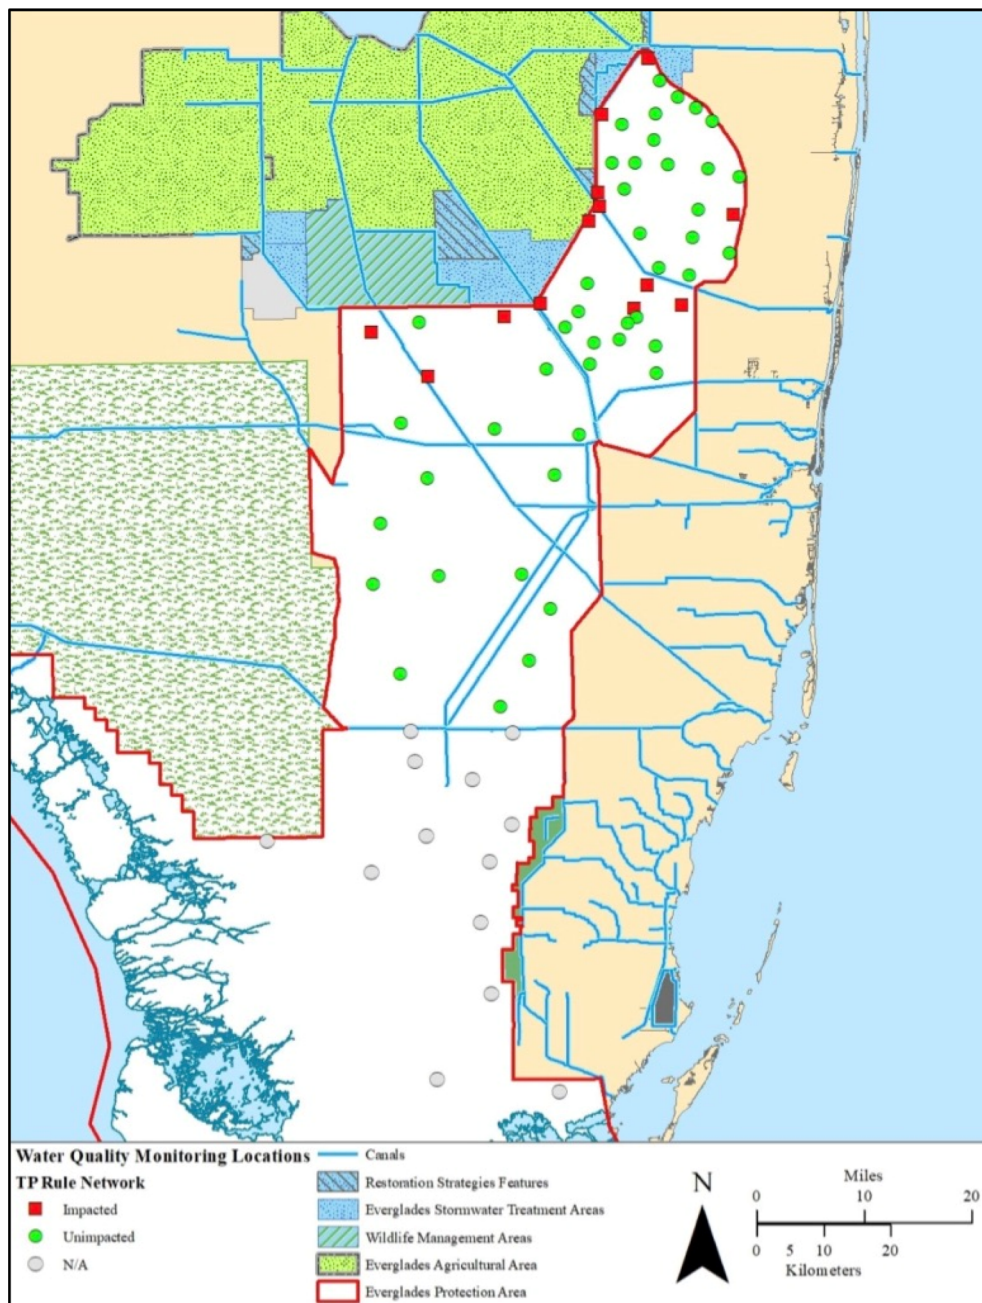 Water Quality Monitoring Locations
TP Rule Network
Impacted
Unimpacted
N/A
Canals
Restoration Strategies Features
Everglades Stormwater Treatment Areas
Wildlife Management Areas
Everglades Agricultural Area
Everglades Protection Area
N
Miles
0 10 20
0 5 10 20
Kilometers